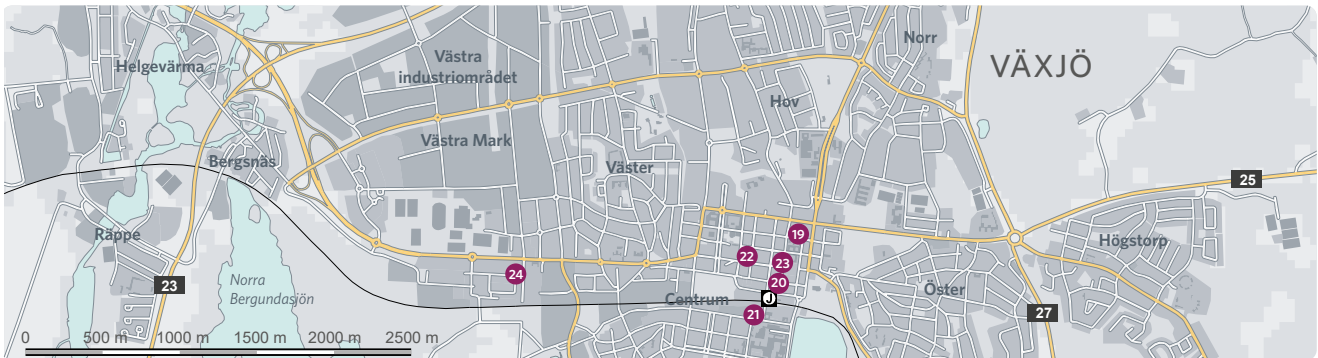 Norr
VÄXJÖ
Helgevärma
Västra
industriområdet
Hov
Västra Mark
Bergsnäs
Väster
25
Räppe
19
Högstorp
22
23
24
20
23
Norra
Bergundasjön
Centrum
J
Öster
21
27
0 500 m 1000 m 1500 m 2000 m 2500 m